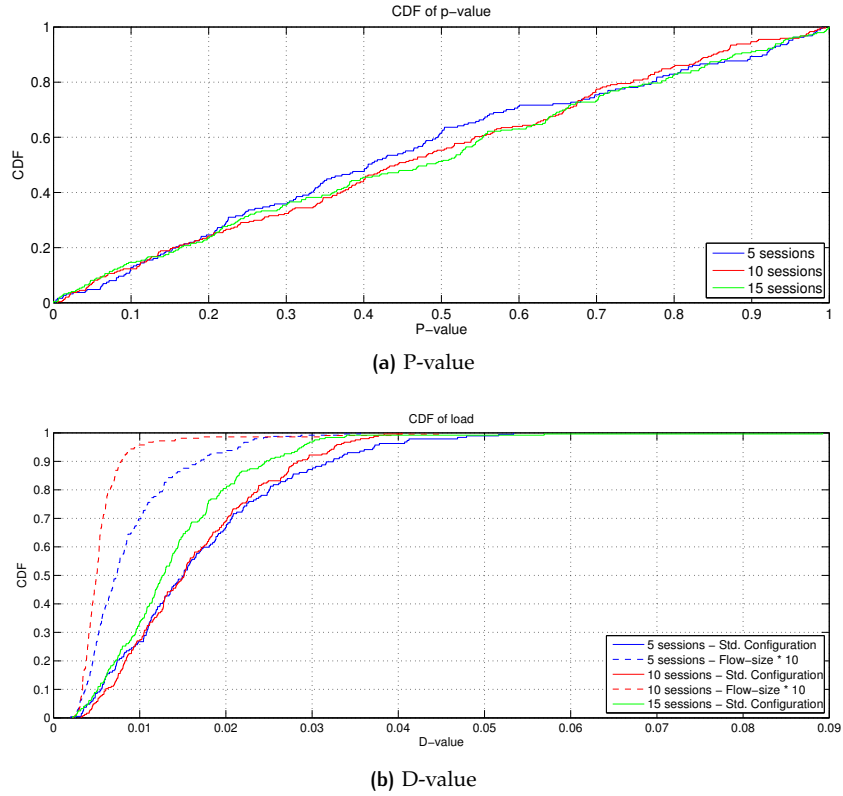 CDF of p−value
1
0.8
0.6
0.4
0.2
0
CDF
0 0.1 0.2 0.3 0.4 0.5 0.6 0.7 0.8 0.9 1
P−value
5 sessions
10 sessions
15 sessions
(a) P-value
CDF of load
1
0.9
0.8
0.7
0.6
0.5
0.4
0.3
0.2
0.1
0
CDF
0 0.01 0.02 0.03 0.04 0.05 0.06 0.07 0.08 0.09
D−value
5 sessions − Std. Configuration
5 sessions − Flow−size * 10
10 sessions − Std. Configuration
10 sessions − Flow−size * 10
15 sessions − Std. Configuration
(b) D-value